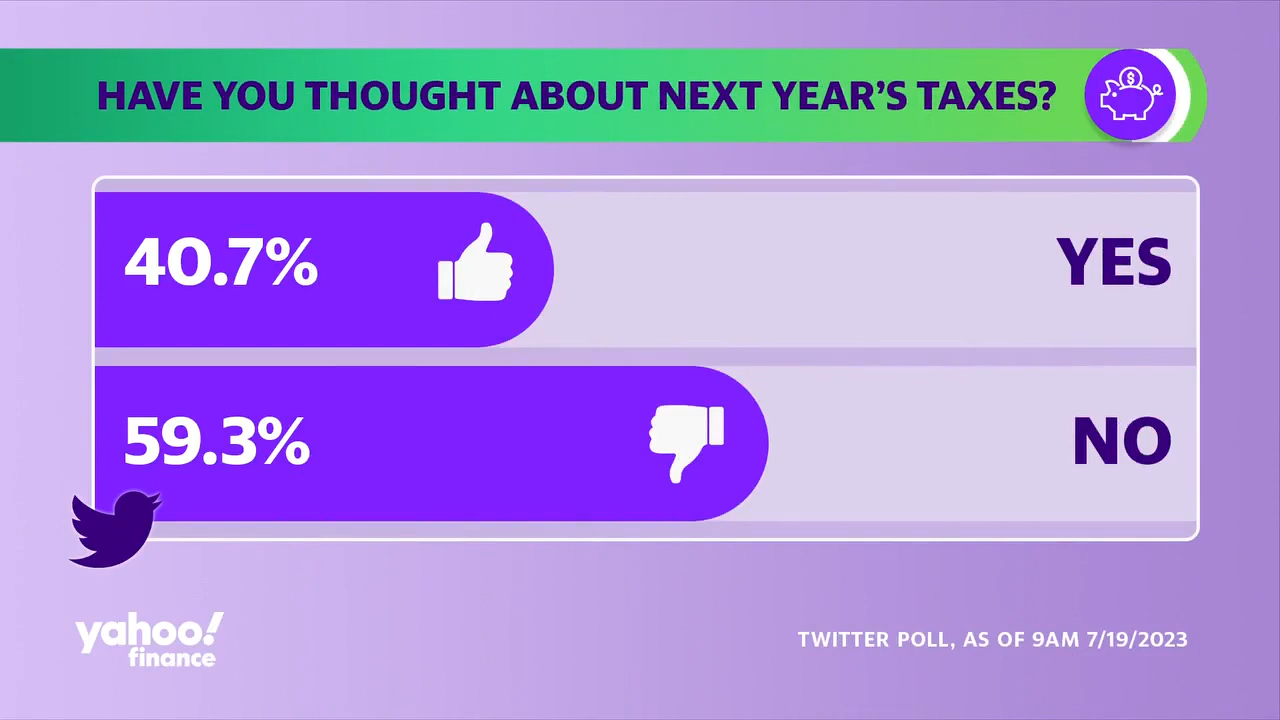 HAVE YOU THOUGHT ABOUT NEXT YEAR'S TAXES?
$
40.7%
YES
59.3%
NO
yahoo!
finance
TWITTER POLL, AS OF 9AM 7/19/2023